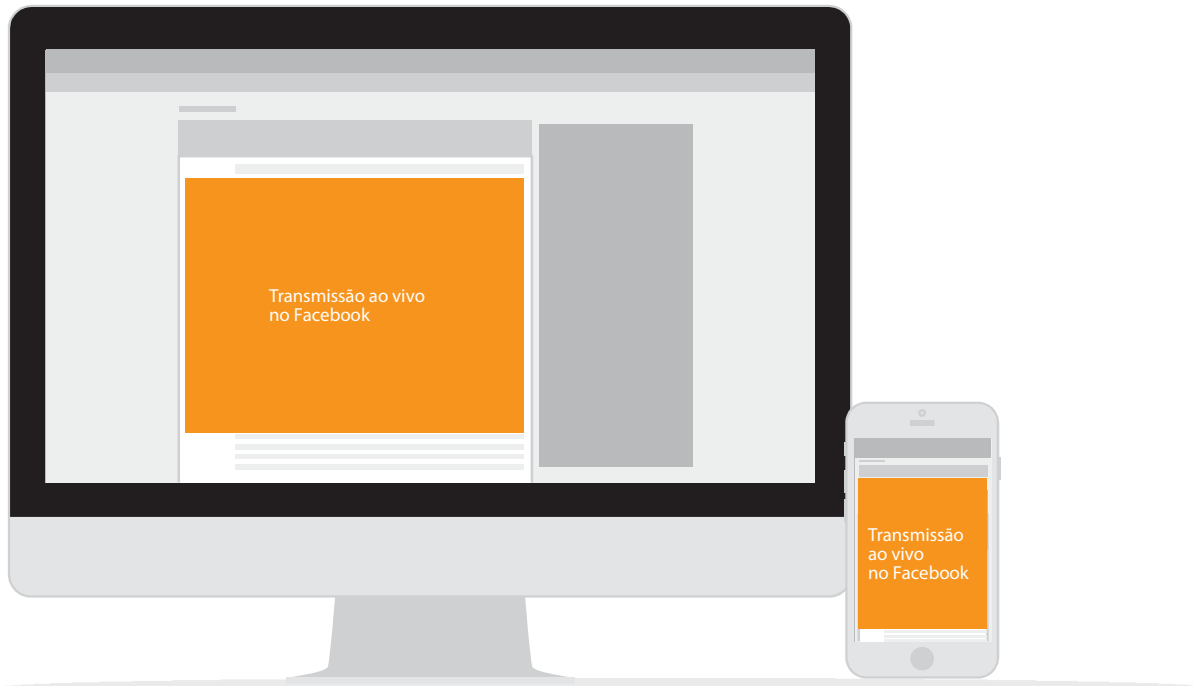 Transmissão ao vivo
no Facebook
Transmissão
ao vivo
no Facebook